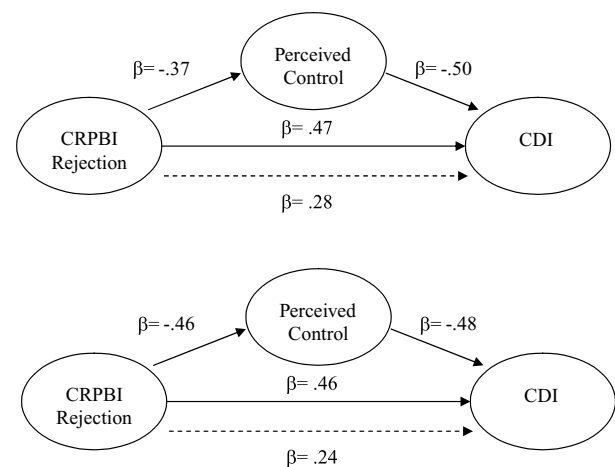 Perceived
Control
β= -.37
β= -.50
CRPBI
Rejection
β= .47
CDI
β= .28
Perceived
Control
β= -.46
β= -.48
CRPBI
Rejection
β= .46
CDI
β= .24